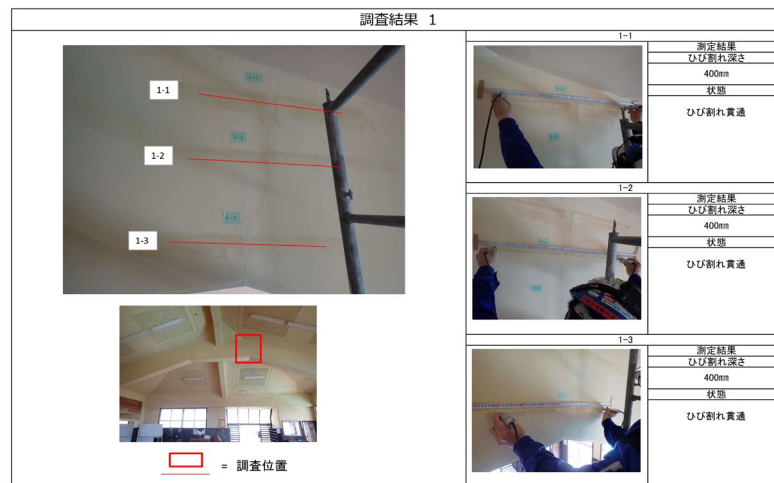 調査結果 1
1-1
1-2
1-3
= 調査位置
1-1
測定結果
ひび割れ深さ
400mm
状態
ひび割れ貫通
1-2
測定結果
ひび割れ深さ
400mm
状態
ひび割れ貫通
1-3
測定結果
ひび割れ深さ
400mm
状態
ひび割れ貫通